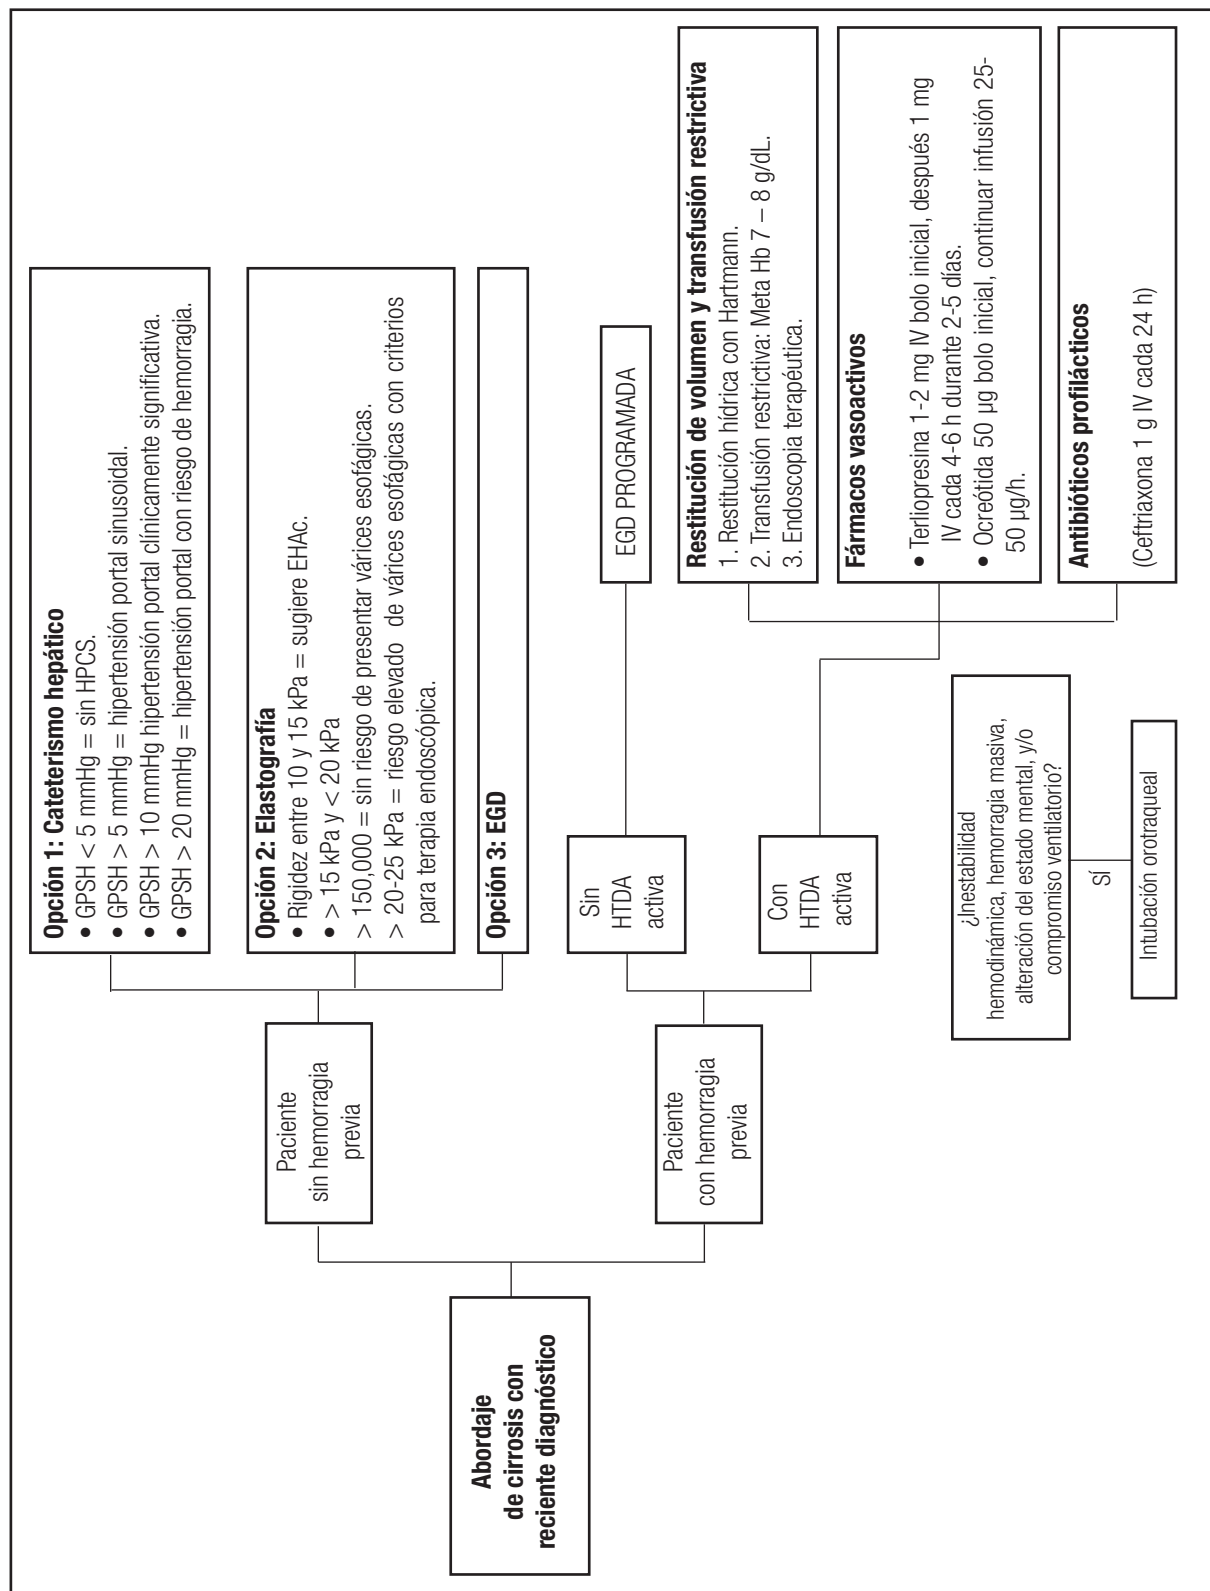 Abordaje
de cirrosis con
reciente diagnóstico
Paciente
sin hemorragia
previa
Opción 1: Cateterismo hepático
• GPSH < 5 mmHg = sin HPCS.
• GPSH > 5 mmHg = hipertensión portal sinusoidal.
• GPSH > 10 mmHg hipertensión portal clínicamente significativa.
• GPSH > 20 mmHg = hipertensión portal con riesgo de hemorragia.
Opción 2: Elastografía
• Rigidez entre 10 y 15 kPa = sugiere EHAc.
• > 15 kPa y < 20 kPa
> 150,000 = sin riesgo de presentar várices esofágicas.
> 20-25 kPa = riesgo elevado de várices esofágicas con criterios
para terapia endoscópica.
Opción 3: EGD
Paciente
con hemorragia
previa
Sin
HTDA
activa
EGD PROGRAMADA
Con
HTDA
activa
Restitución de volumen y transfusión restrictiva
1. Restitución hídrica con Hartmann.
2. Transfusión restrictiva: Meta Hb 7 – 8 g/dL.
3. Endoscopia terapéutica.
Fármacos vasoactivos
• Terliopresina 1-2 mg IV bolo inicial, después 1 mg
IV cada 4-6 h durante 2-5 días.
• Ocreótida 50 µg bolo inicial, continuar infusión 25-
50 µg/h.
Antibióticos profilácticos
(Ceftriaxona 1 g IV cada 24 h)
¿Inestabilidad
hemodinámica, hemorragia masiva,
alteración del estado mental, y/o
compromiso ventilatorio?
SÍ
Intubación orotraqueal